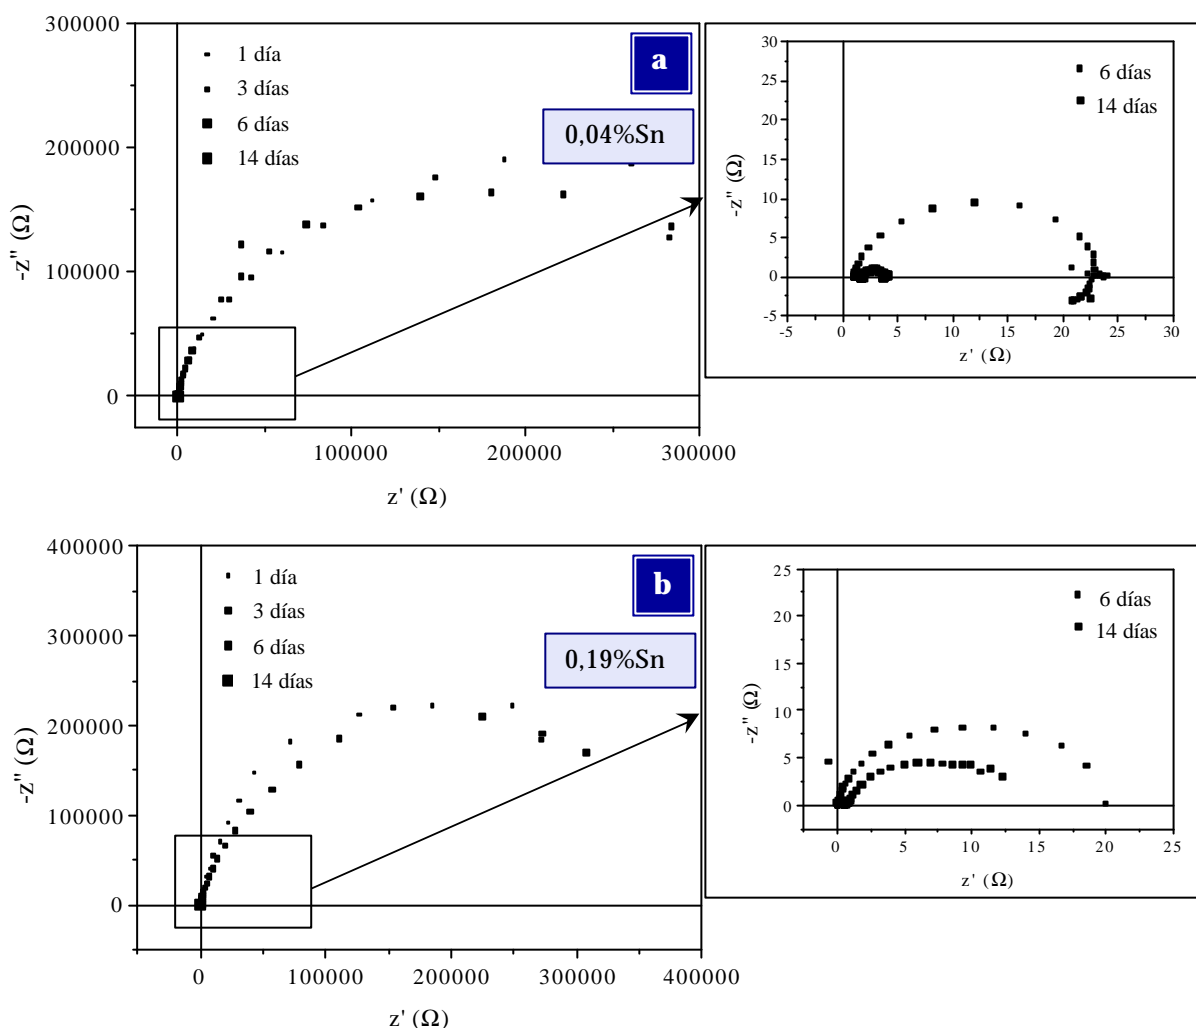 300000
200000
100000
0
-z'' (Ω)
1 día
3 días
6 días
14 días
a
0,04%Sn
0
100000
200000
300000
z' (Ω)
30
25
20
15
10
5
0
-5
-z'' (Ω)
6 días
14 días
-5
0
5
10
15
20
25
30
z' (Ω)
400000
300000
200000
100000
0
-z'' (Ω)
1 día
3 días
6 días
14 días
b
0,19%Sn
0
100000
200000
300000
400000
z' (Ω)
25
20
15
10
5
0
-z'' (Ω)
6 días
14 días
0
5
10
15
20
25
z' (Ω)